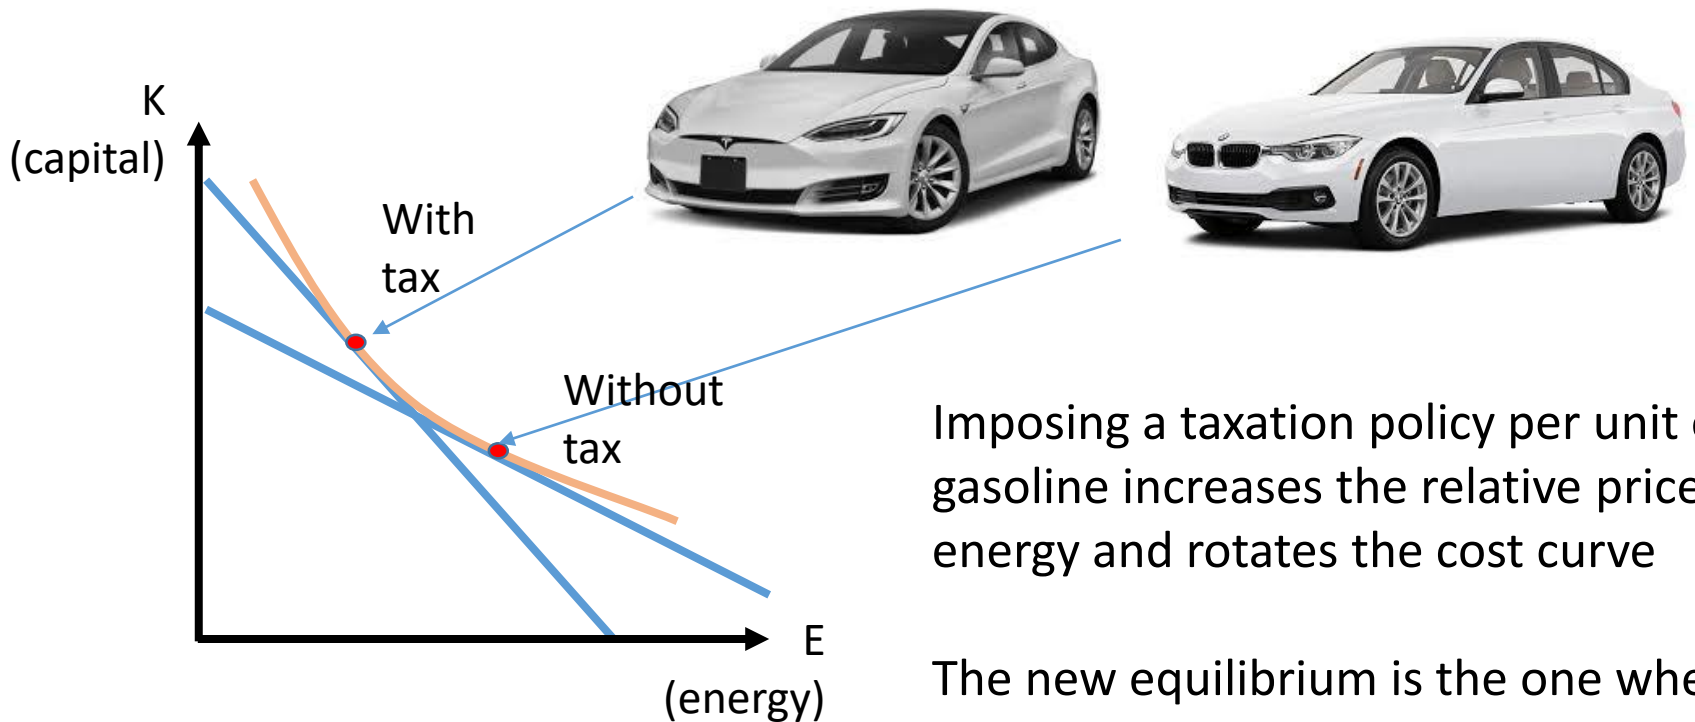 K
(capital)
With
tax
Without
tax
E
(energy)
Imposing a taxation policy per unit
gasoline increases the relative price
energy and rotates the cost curve
The new equilibrium is the one whe